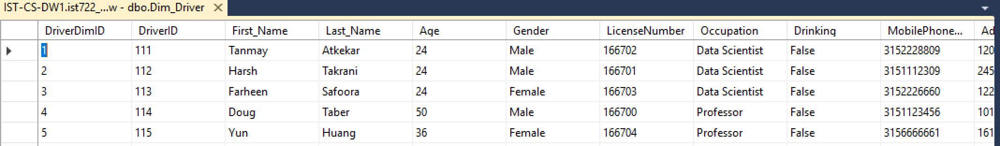 IST-CS-DW1.ist722_...w - dbo.Dim_Driver
DriverDimID DriverID First_Name Last_Name Age Gender LicenseNumber Occupation Drinking MobilePhone... Ad
1 111 Tanmay Atkekar 24 Male 166702 Data Scientist False 3152228809 120
2 112 Harsh Takrani 24 Male 166701 Data Scientist False 3151112309 245
3 113 Farheen Safoora 24 Female 166703 Data Scientist False 3152226660 122
4 114 Doug Taber 50 Male 166700 Professor False 3151123456 101
5 115 Yun Huang 36 Female 166704 Professor False 3156666661 161